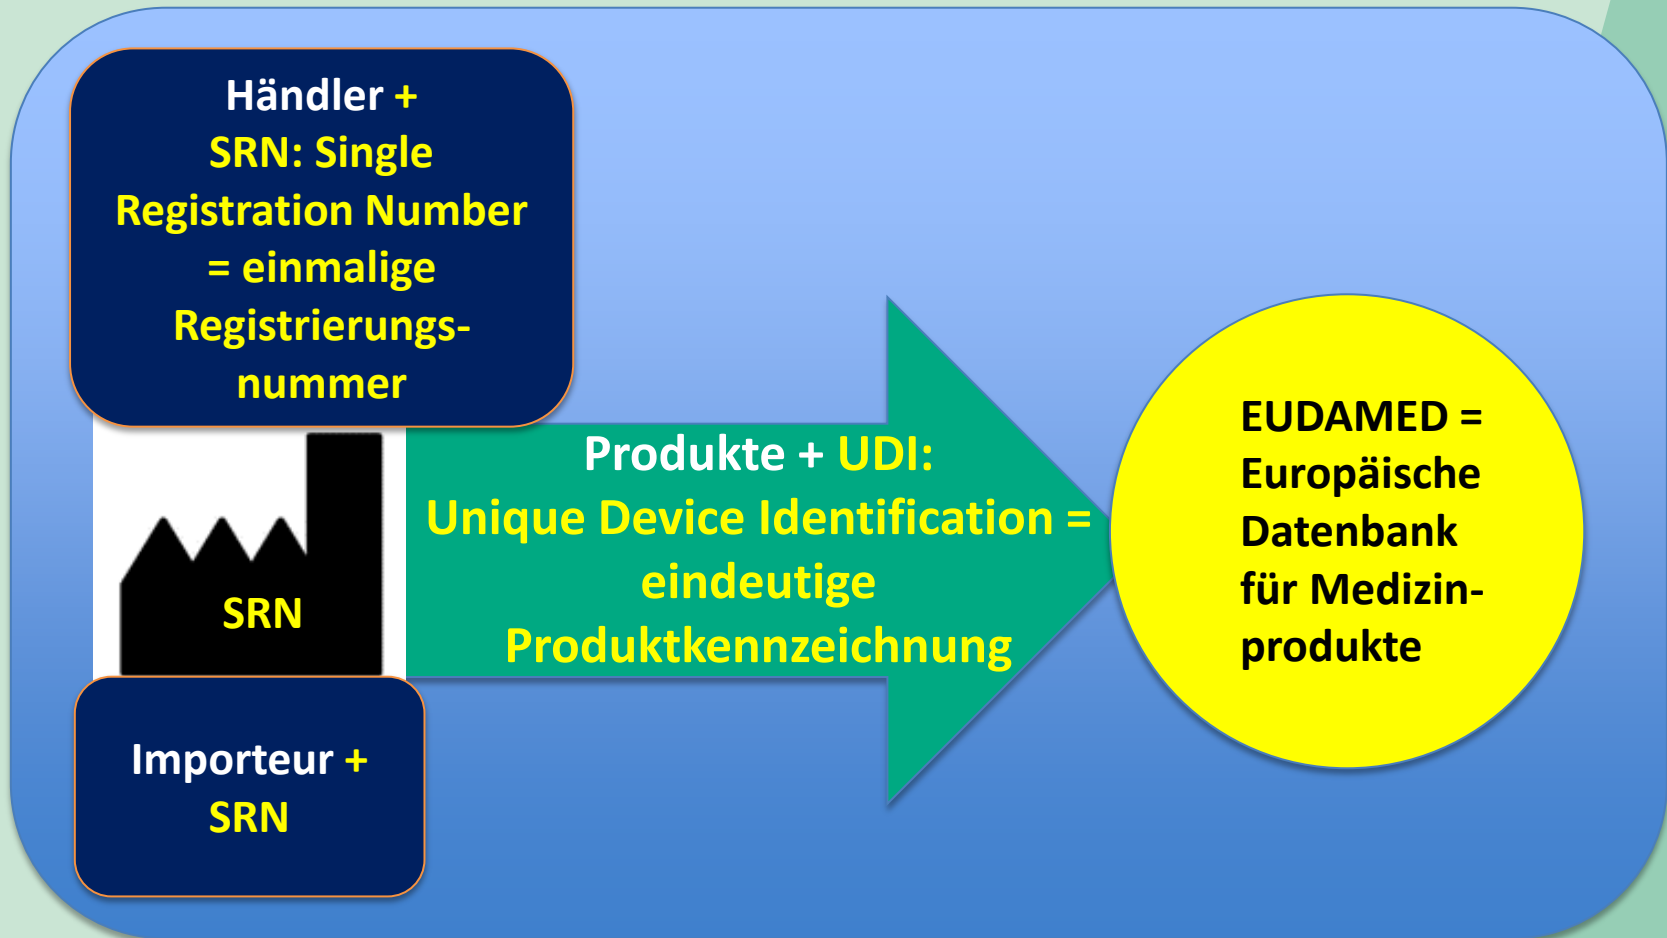 Händler +
SRN: Single
Registration Number
= einmalige
Registrierungs-
nummer
SRN
Importeur +
SRN
Produkte + UDI:
Unique Device Identification =
eindeutige
Produktkennzeichnung
EUDAMED =
Europäische
Datenbank
für Medizin-
produkte